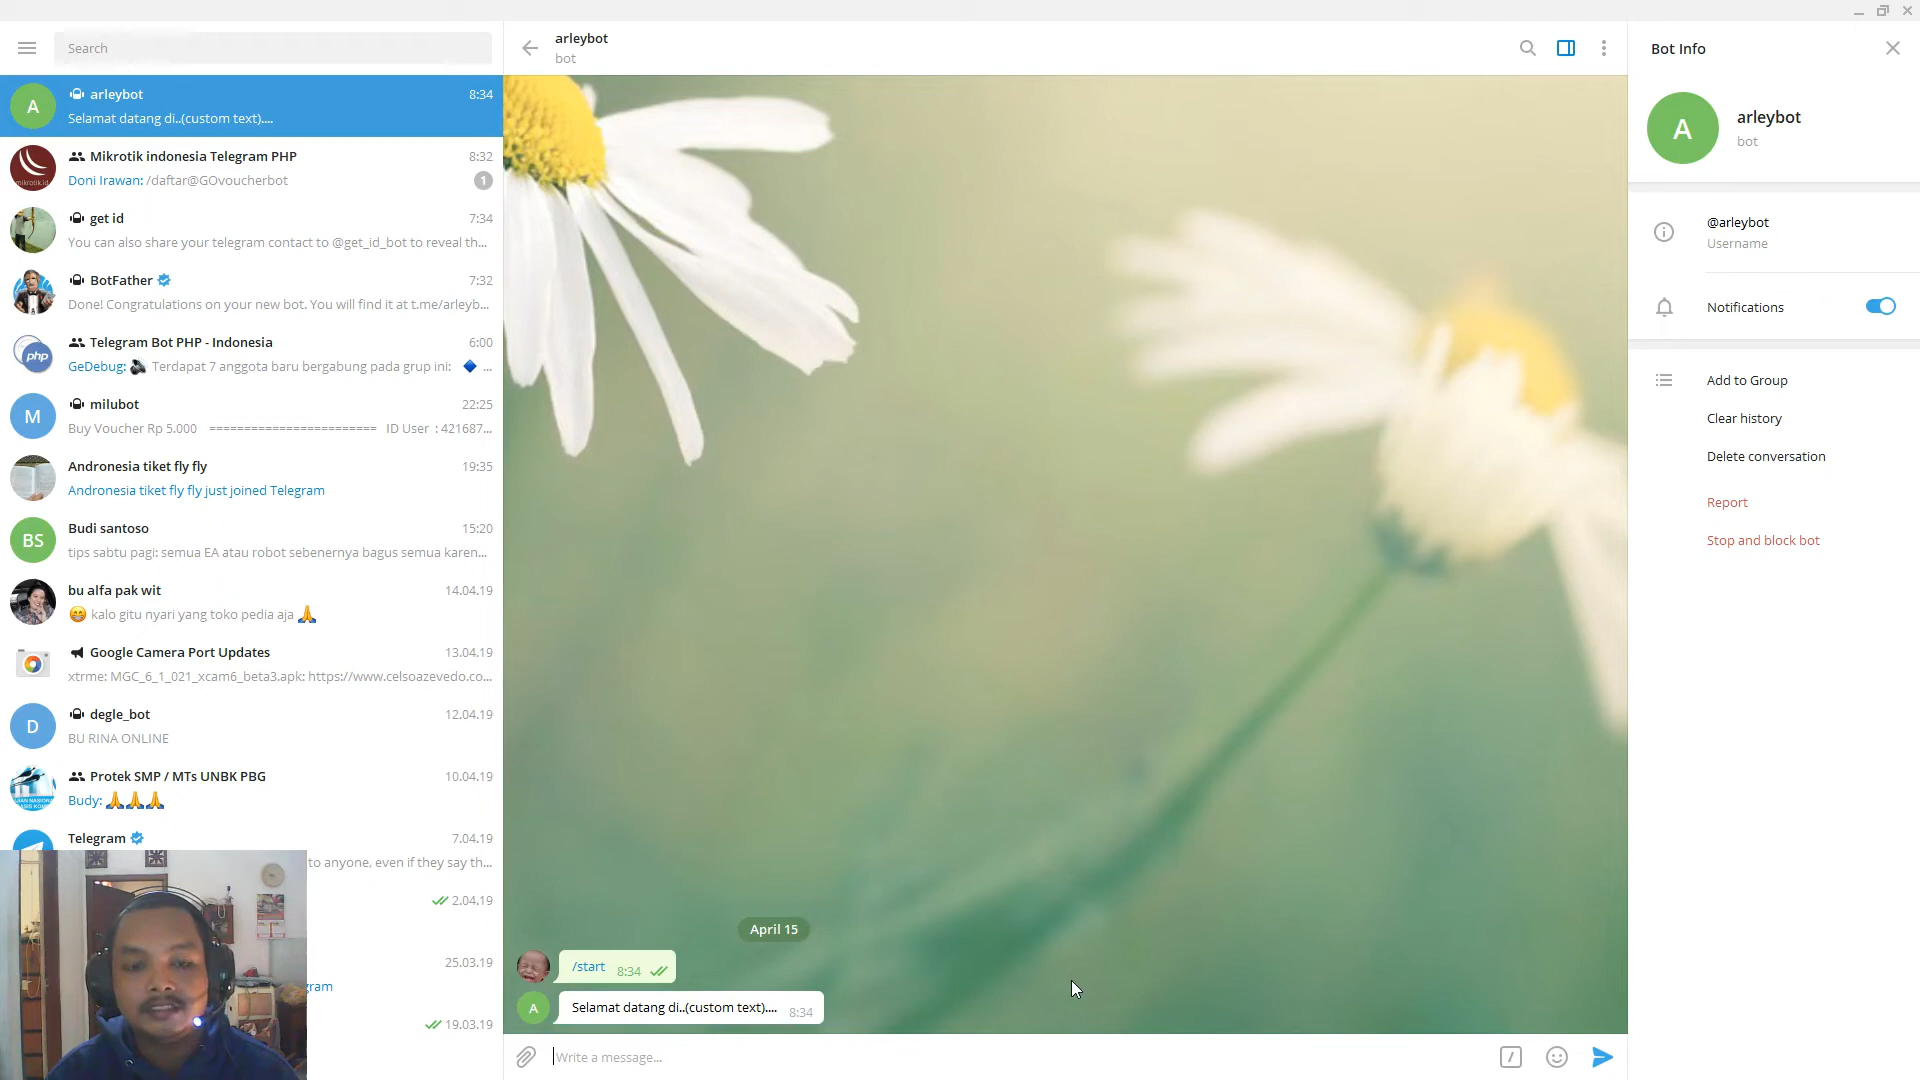 Search
arleybot
8:34
Selamat datang di..(custom text)....
Mikrotik indonesia Telegram PHP
8:32
Doni Irawan: /daftar@GOvoucherbot
1
get id
7:34
You can also share your telegram contact to @get_id_bot to reveal th...
BotFather
7:32
Done! Congratulations on your new bot. You will find it at t.me/arleyb...
Telegram Bot PHP - Indonesia
6:00
GeDebug: Terdapat 7 anggota baru bergabung pada grup ini: 🔷 ...
milubot
22:25
Buy Voucher Rp 5.000 ======================== ID User : 421687...
Andronesia tiket fly fly
19:35
Andronesia tiket fly fly just joined Telegram
Budi santoso
15:20
tips sabtu pagi: semua EA atau robot sebenernya bagus semua karen...
bu alfa pak wit
14.04.19
😁 kalo gitu nyari yang toko pedia aja 🙏
Google Camera Port Updates
13.04.19
xtrme: MGC_6_1_021_xcam6_beta3.apk: https://www.celsoazevedo.co...
degle_bot
12.04.19
BU RINA ONLINE
Protek SMP / MTs UNBK PBG
10.04.19
Budy: 🙏🙏🙏
Telegram
7.04.19
to anyone, even if they say th...
2.04.19
25.03.19
gram
19.03.19
A
M
BS
D
php
mikrotik.id
arleybot
bot
April 15
/start 8:34
A
Selamat datang di..(custom text).... 8:34
Write a message...
Bot Info
A
arleybot
bot
@arleybot
Username
Notifications
Add to Group
Clear history
Delete conversation
Report
Stop and block bot